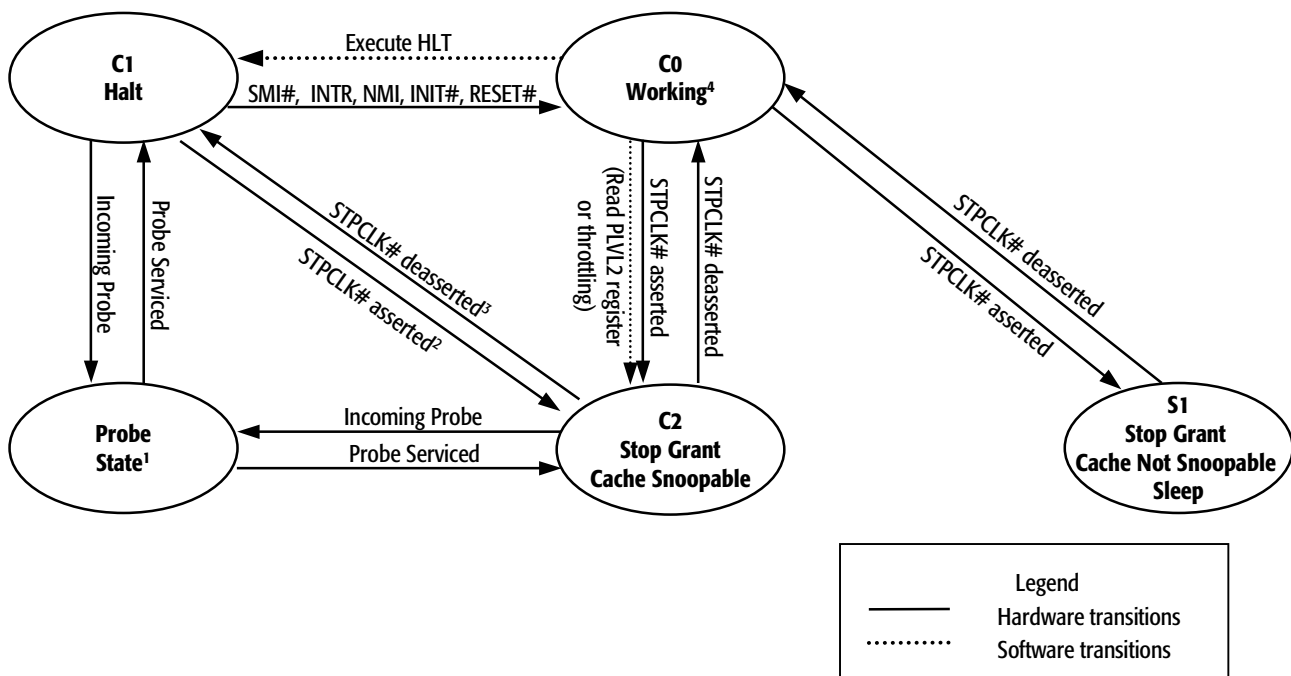 Execute HLT
C1
Halt
C0
Working⁴
SMI#, INTR, NMI, INIT#, RESET#
Incoming Probe
Probe Serviced
STPCLK# deasserted³
STPCLK# asserted²
(Read PLVL2 register
or throttling)
STPCLK# asserted
STPCLK# deasserted
STPCLK# deasserted
STPCLK# asserted
Probe
State¹
Incoming Probe
Probe Serviced
C2
Stop Grant
Cache Snoopable
S1
Stop Grant
Cache Not Snoopable
Sleep
Legend
Hardware transitions
Software transitions